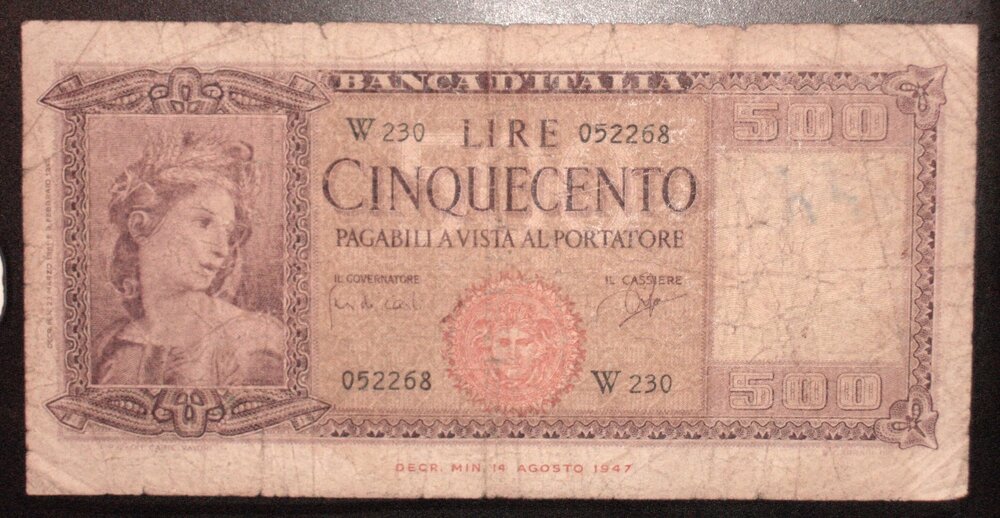 BANCA D'ITALIA
500
W 230 LIRE 052268
CINQUECENTO
PAGABILI A VISTA AL PORTATORE
IL GOVERNATORE IL CASSIERE
052268 W 230
500
DECR. MIN. 14 AGOSTO 1947